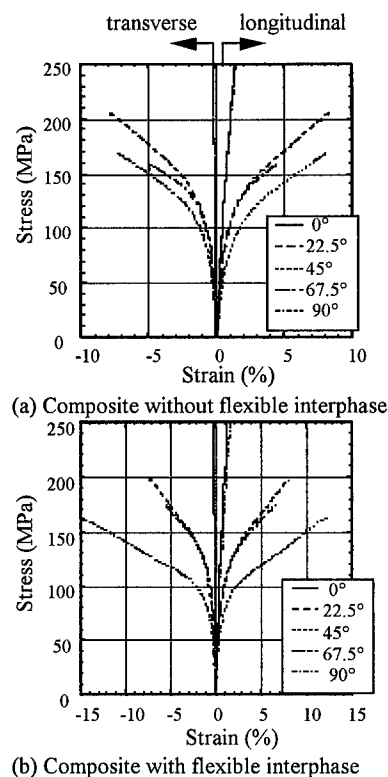 transverse longitudinal
250
200
150
100
50
0
Stress (MPa)
0°
22.5°
45°
67.5°
90°
-10 -5 0 5 10
Strain (%)
(a) Composite without flexible interphase
250
200
150
100
50
0
Stress (MPa)
0°
22.5°
45°
67.5°
90°
-15 -10 -5 0 5 10 15
Strain (%)
(b) Composite with flexible interphase